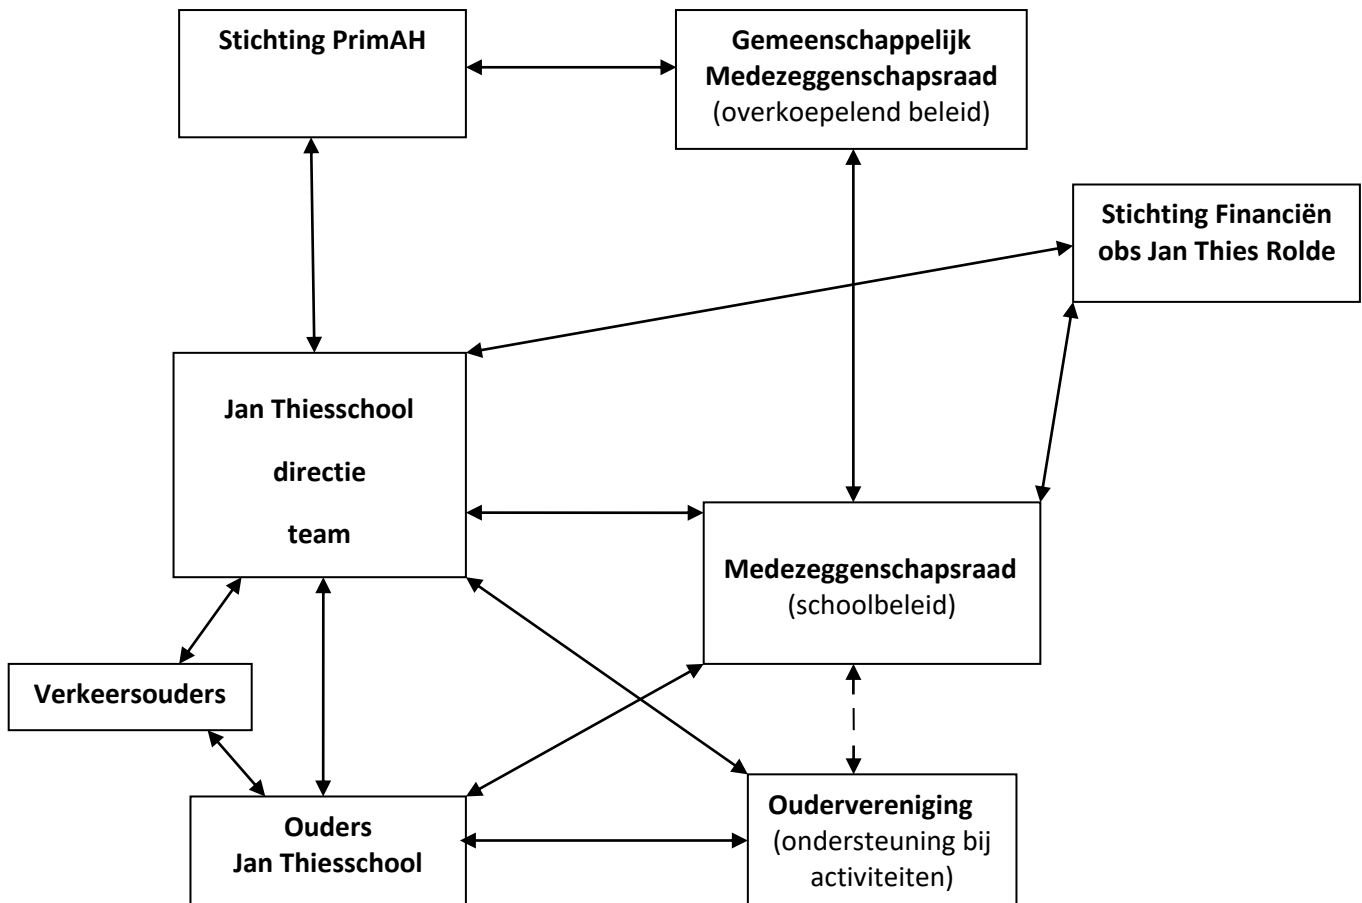 Stichting PrimAH
Gemeenschappelijk
Medezeggenschapsraad
(overkoepelend beleid)
Stichting Financiën
obs Jan Thies Rolde
Jan Thiesschool
directie
team
Medezeggenschapsraad
(schoolbeleid)
Verkeersouders
Ouders
Jan Thiesschool
Oudervereniging
(ondersteuning bij
activiteiten)